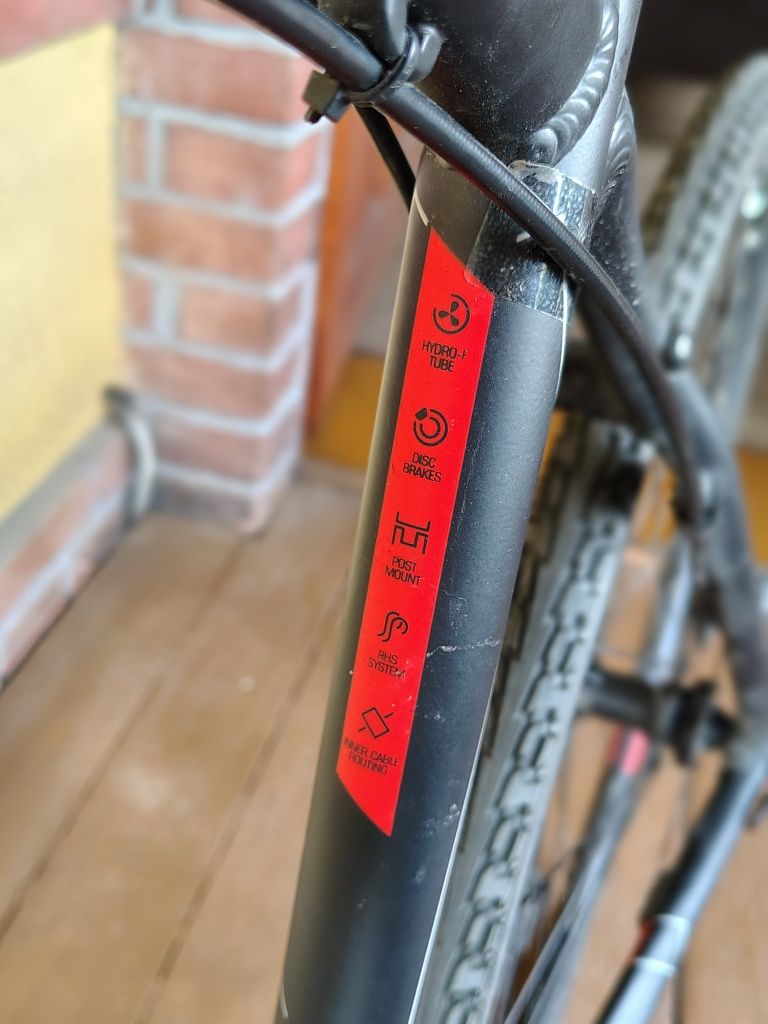 HYDRO-F
TUBE
DISC
BRAKES
POST
MOUNT
RHS
SYSTEM
INNER CABLE
ROUTING